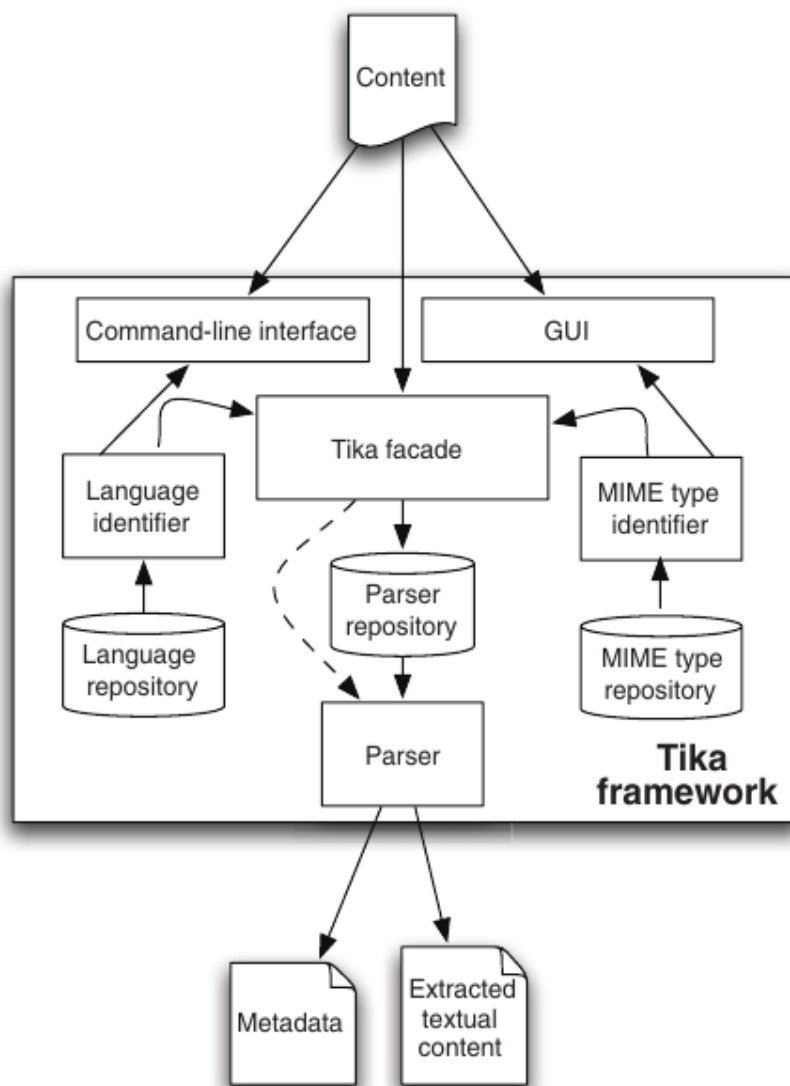 Content
Command-line interface
GUI
Tika facade
Language
identifier
MIME type
identifier
Parser
repository
Language
repository
MIME type
repository
Parser
Tika
framework
Metadata
Extracted
textual
content